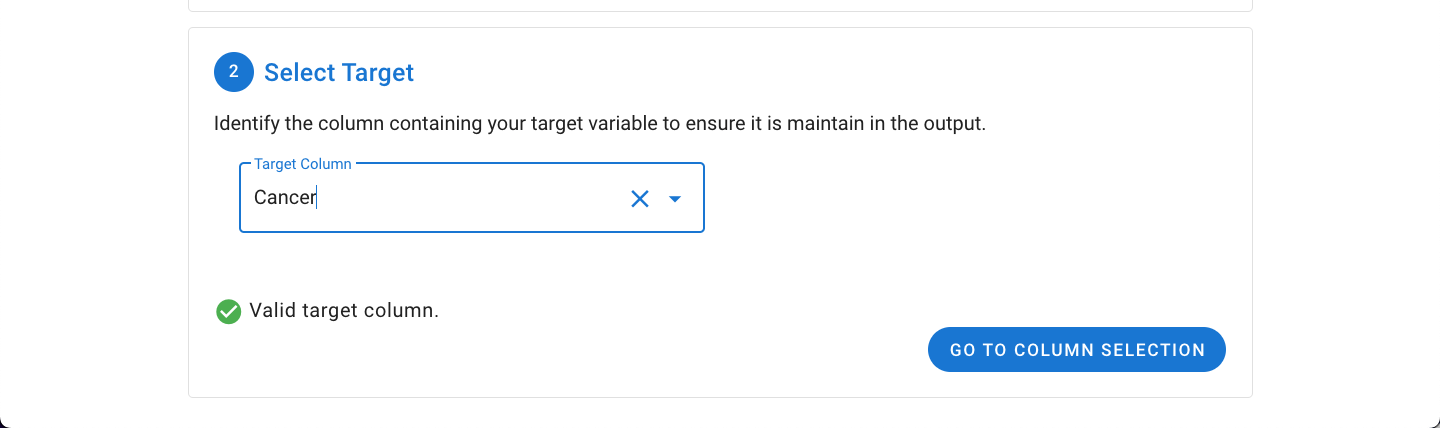 2
Select Target
Identify the column containing your target variable to ensure it is maintain in the output.
Target Column
Cancer
Valid target column.
GO TO COLUMN SELECTION